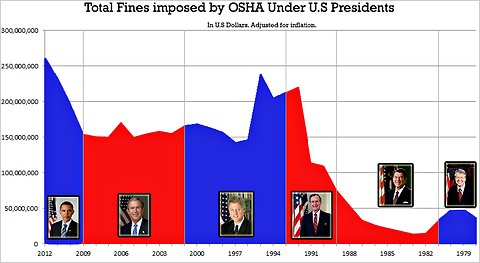 Total Fines imposed by OSHA Under U.S Presidents
In U.S Dollars. Adjusted for inflation.
300,000,000
250,000,000
200,000,000
150,000,000
100,000,000
50,000,000
0
2012 2009 2006 2003 2000 1997 1994 1991 1988 1985 1982 1979